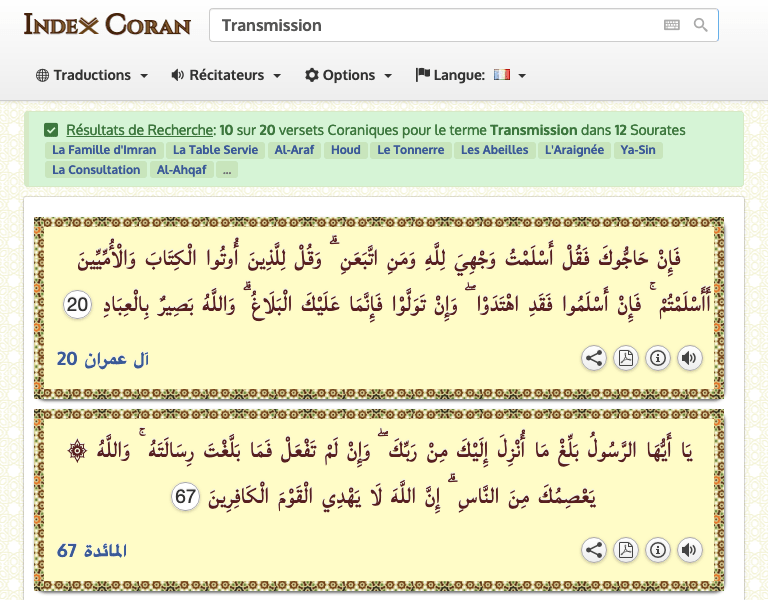 INDEX CORAN
Transmission
Traductions
Récitateurs
Options
Langue:
Résultats de Recherche: 10 sur 20 versets Coraniques pour le terme Transmission dans 12 Sourates
La Famille d'Imran La Table Servie Al-Araf Houd Le Tonnerre Les Abeilles L'Araignée Ya-Sin
La Consultation Al-Ahqaf ...
فَإِنْ حَاجُّوكَ فَقُلْ أَسْلَمْتُ وَجْهِيَ لِلَّهِ وَمَنِ اتَّبَعَنِ ۗ وَقُلْ لِلَّذِينَ أُوتُوا الْكِتَابَ وَالْأُمِّيِّينَ
أَأَسْلَمْتُمْ ۚ فَإِنْ أَسْلَمُوا فَقَدِ اهْتَدَوْا ۖ وَإِنْ تَوَلَّوْا فَإِنَّمَا عَلَيْكَ الْبَلَاغُ ۗ وَاللَّهُ بَصِيرٌ بِالْعِبَادِ 20
آل عمران 20
يَا أَيُّهَا الرَّسُولُ بَلِّغْ مَا أُنْزِلَ إِلَيْكَ مِنْ رَبِّكَ ۖ وَإِنْ لَمْ تَفْعَلْ فَمَا بَلَّغْتَ رِسَالَتَهُ ۚ وَاللَّهُ ۞
يَعْصِمُكَ مِنَ النَّاسِ ۗ إِنَّ اللَّهَ لَا يَهْدِي الْقَوْمَ الْكَافِرِينَ 67
المائدة 67